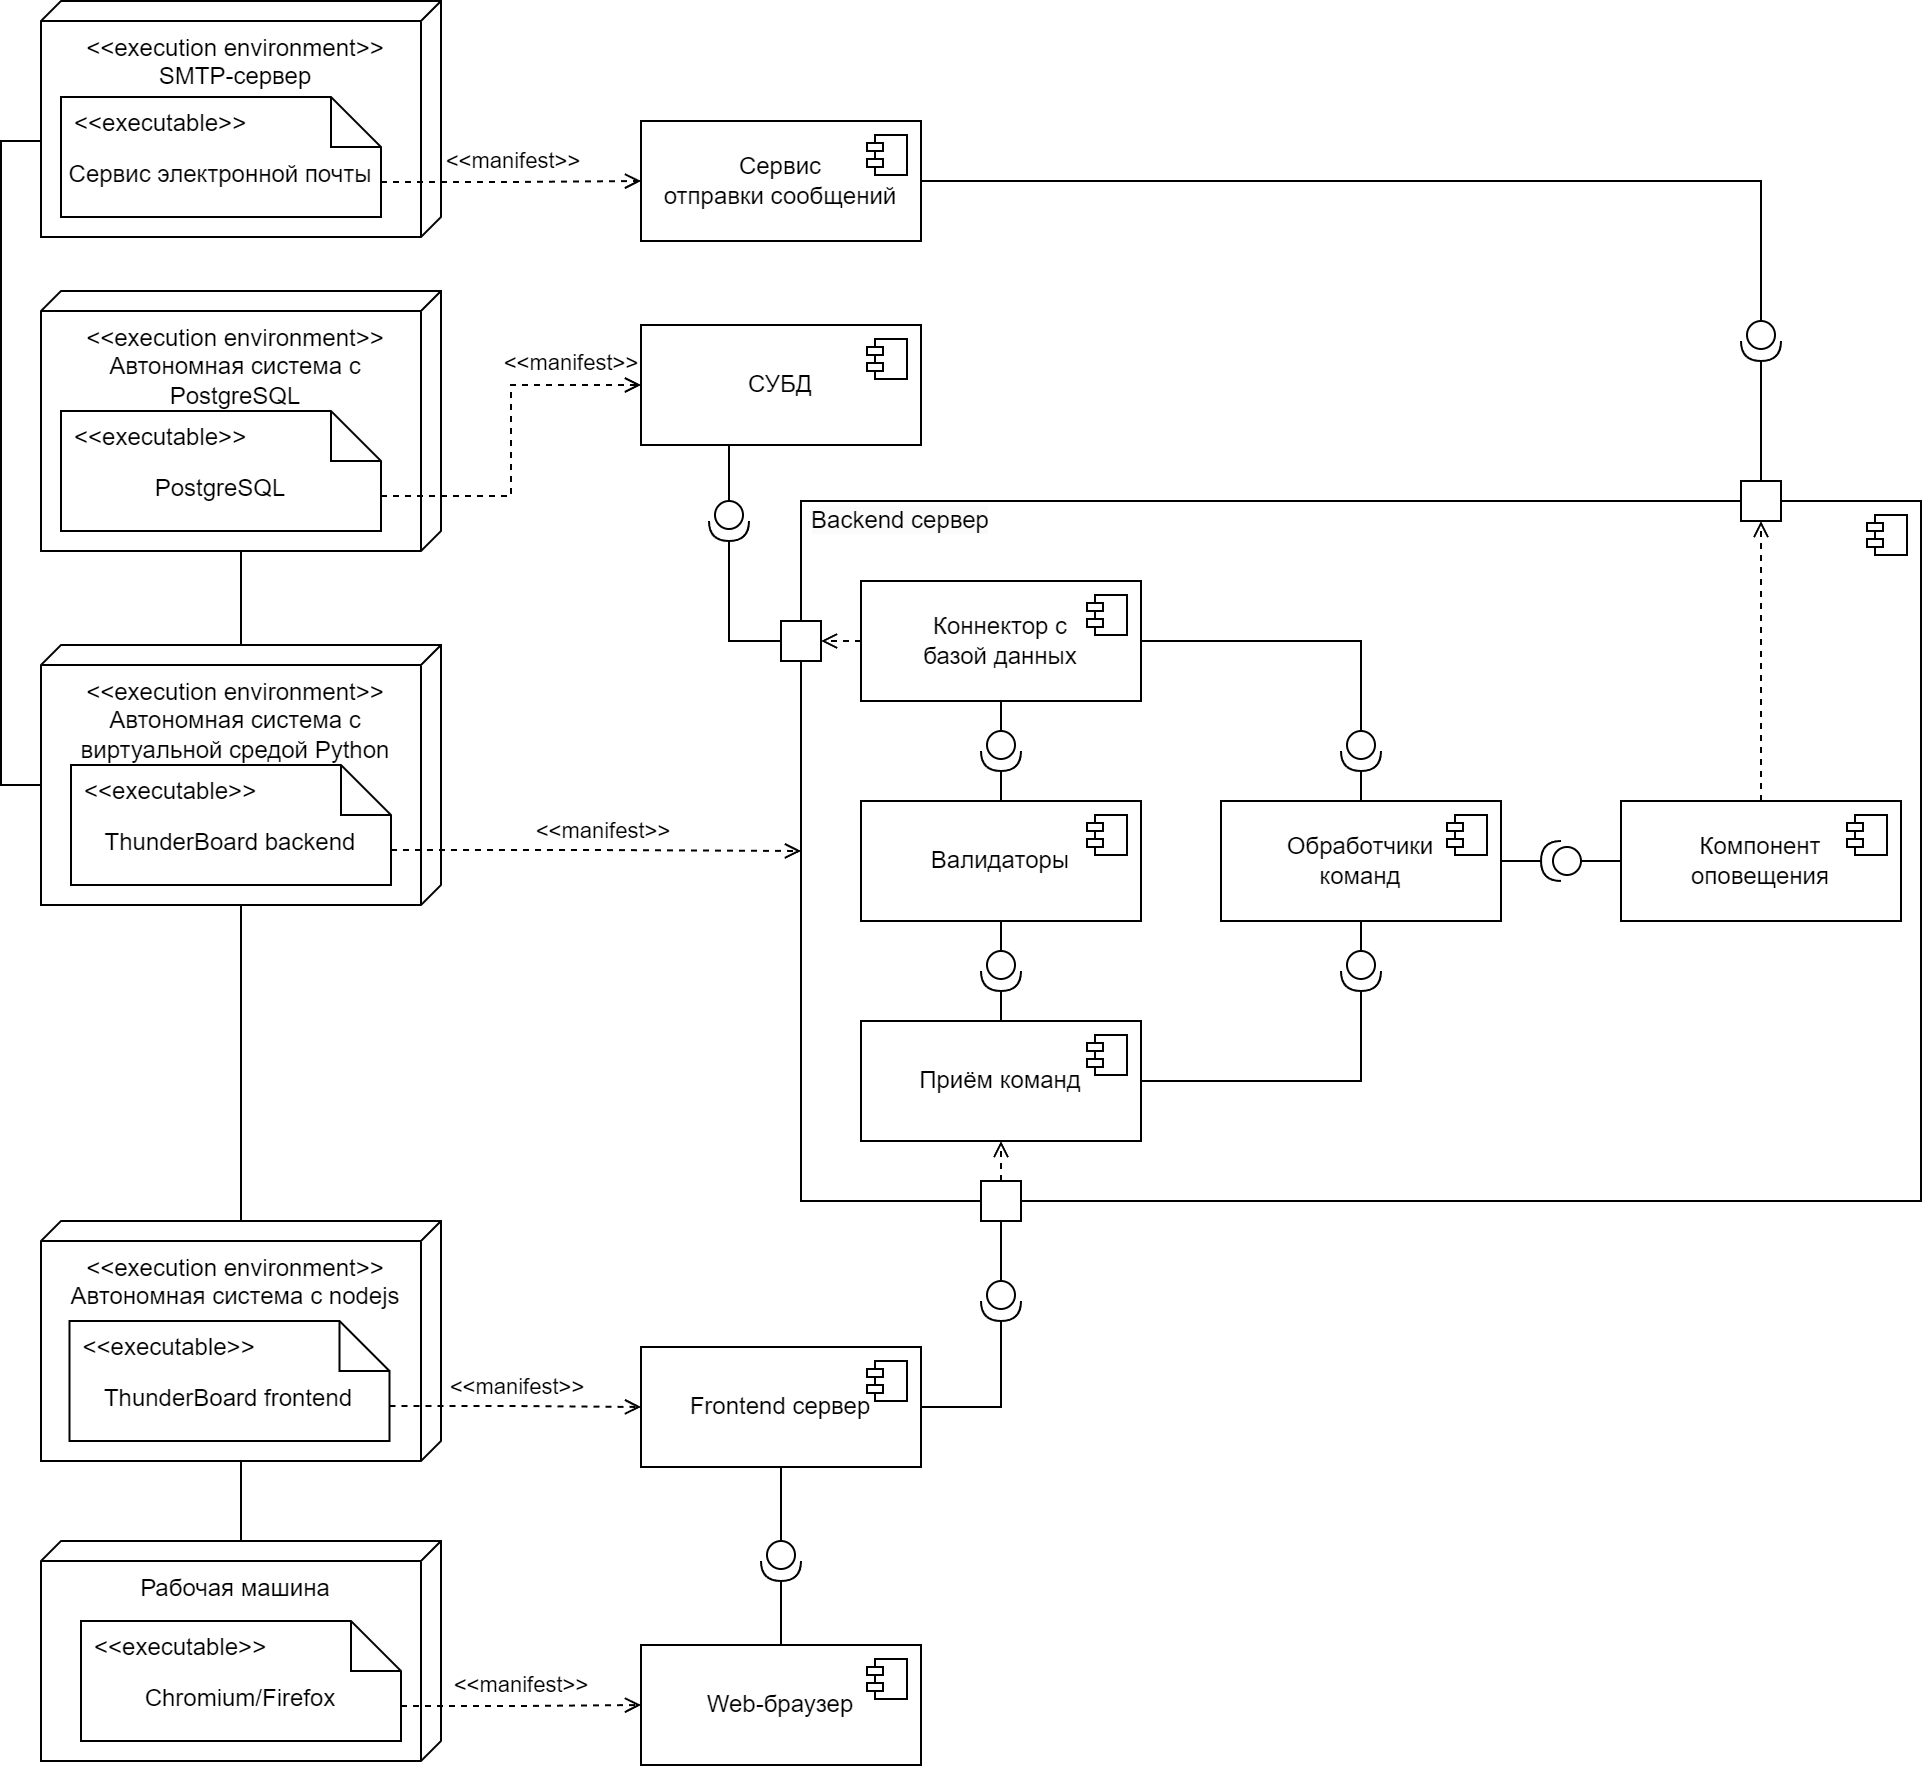 <<execution environment>>
SMTP-сервер
<<executable>>
Сервис электронной почты
<<manifest>>
Сервис
отправки сообщений
<<execution environment>>
Автономная система с
PostgreSQL
<<executable>>
PostgreSQL
<<manifest>>
СУБД
Backend сервер
Коннектор с
базой данных
<<execution environment>>
Автономная система с
виртуальной средой Python
<<executable>>
ThunderBoard backend
<<manifest>>
Валидаторы
Обработчики
команд
Компонент
оповещения
Приём команд
<<execution environment>>
Автономная система с nodejs
<<executable>>
ThunderBoard frontend
<<manifest>>
Frontend сервер
Рабочая машина
<<executable>>
Chromium/Firefox
<<manifest>>
Web-браузер